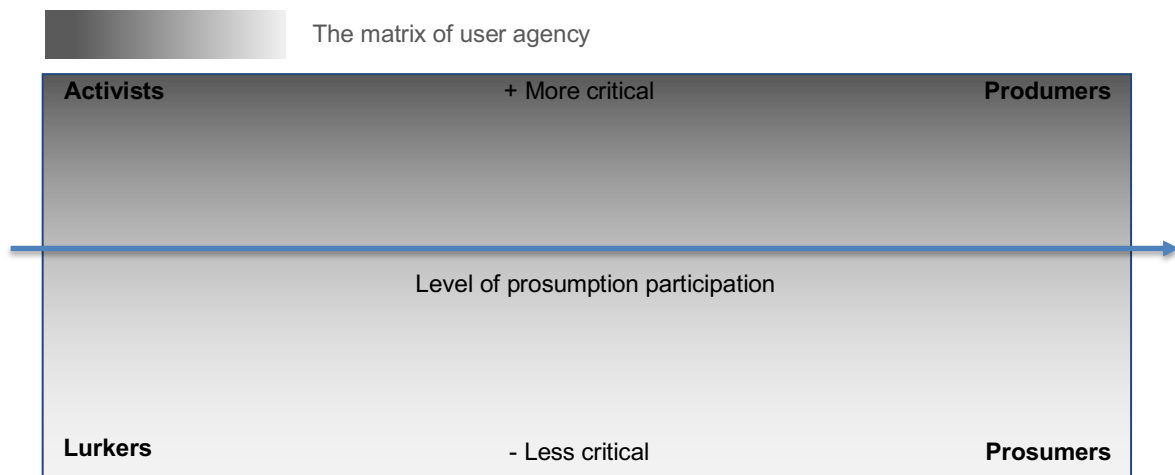 The matrix of user agency
Activists + More critical Produmers
Level of prosumption participation
Lurkers - Less critical Prosumers